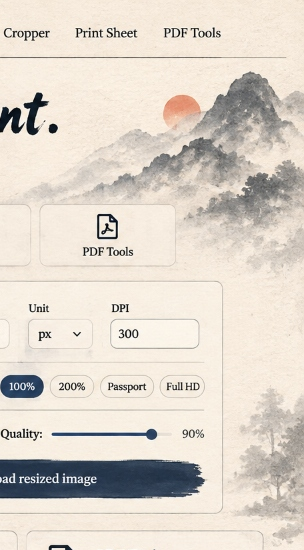 Cropper Print Sheet PDF Tools
nt.
PDF Tools
Unit DPI
px 300
100% 200% Passport Full HD
Quality: 90%
oad resized image